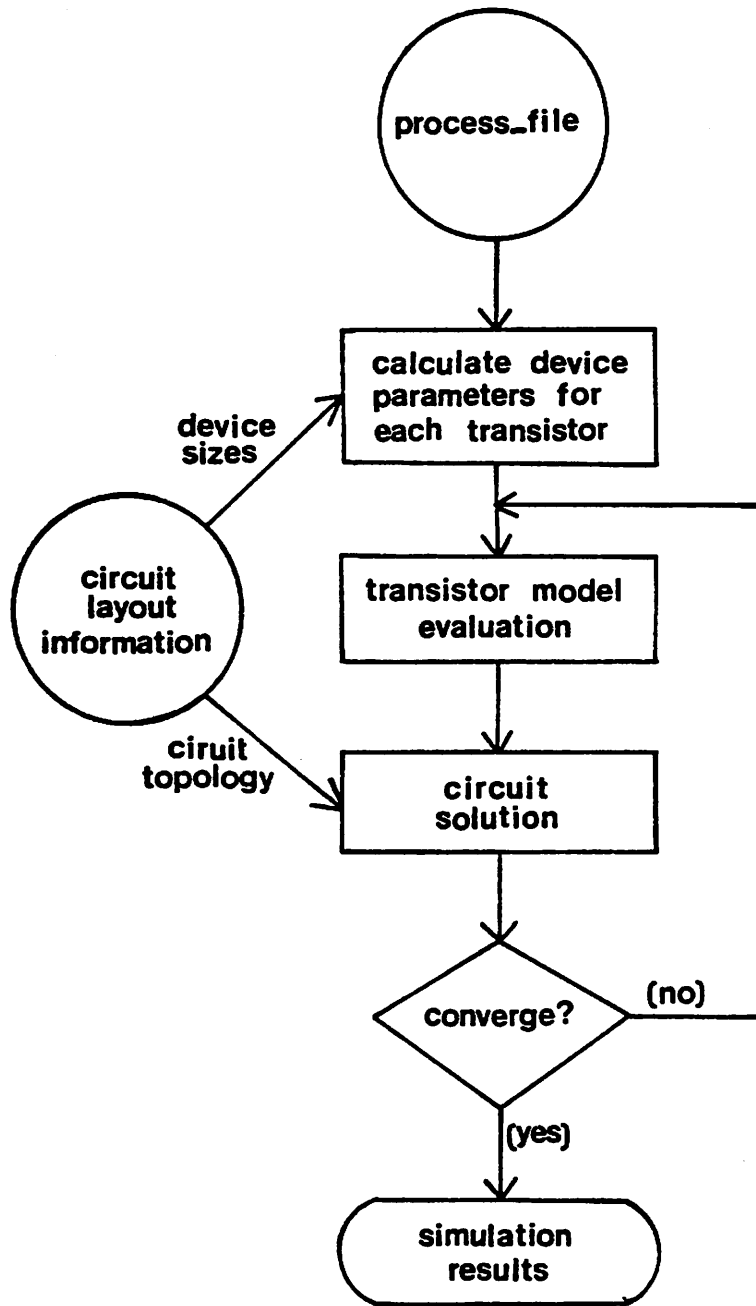 process_file
calculate device
parameters for
each transistor
device
sizes
circuit
layout
information
transistor model
evaluation
ciruit
topology
circuit
solution
converge?
(no)
(yes)
simulation
results